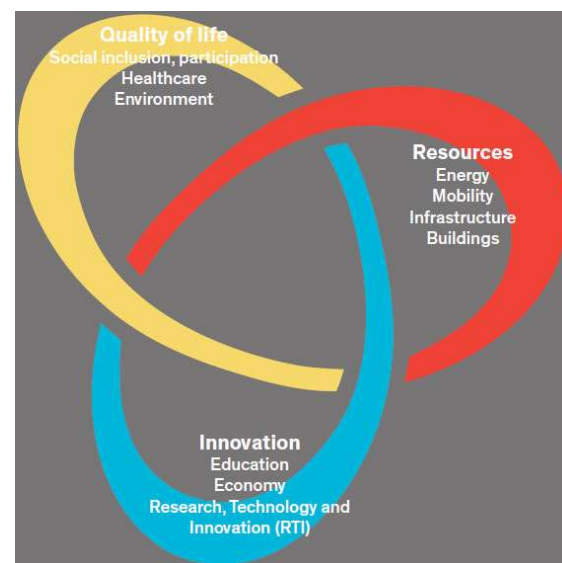 Quality of life
Social inclusion, participation
Healthcare
Environment
Resources
Energy
Mobility
Infrastructure
Buildings
Innovation
Education
Economy
Research, Technology and
Innovation (RTI)